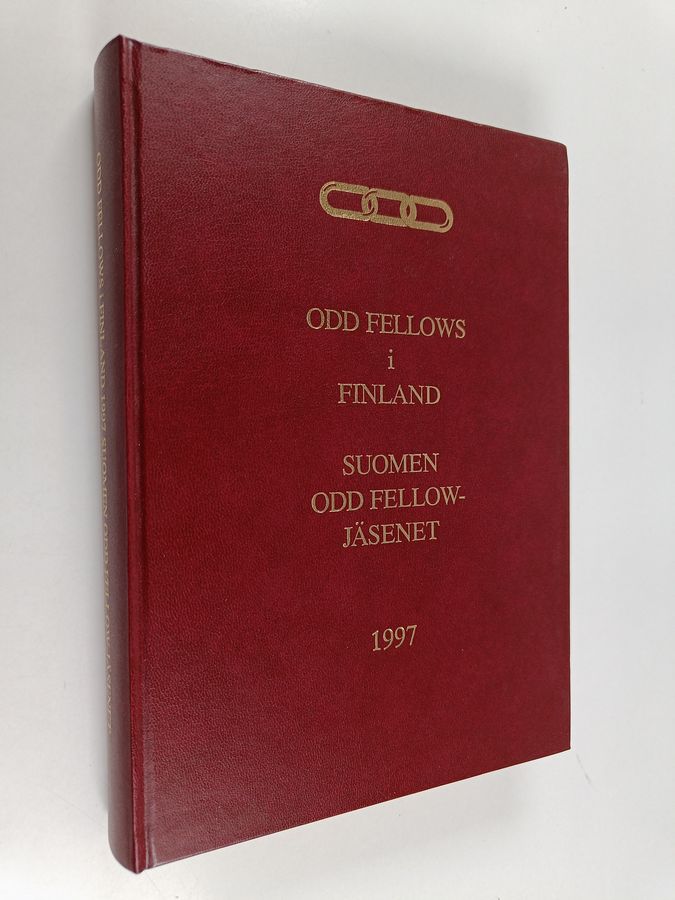 ODD FELLOWS
i
FINLAND
SUOMEN
ODD FELLOW-
JÄSENET
1997
ODD FELLOWS I FINLAND 1997 SUOMEN ODD FELLOW-JÄSENET